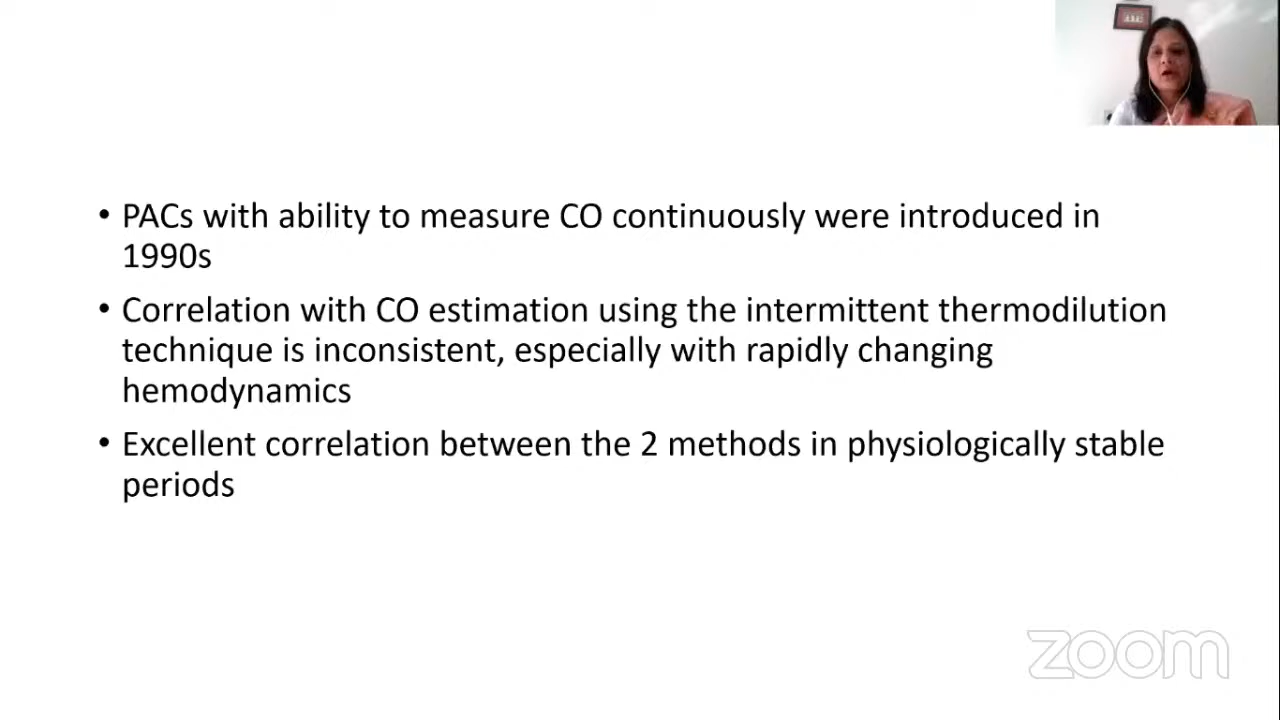 • PACs with ability to measure CO continuously were introduced in
1990s
• Correlation with CO estimation using the intermittent thermodilution
technique is inconsistent, especially with rapidly changing
hemodynamics
• Excellent correlation between the 2 methods in physiologically stable
periods
zoom